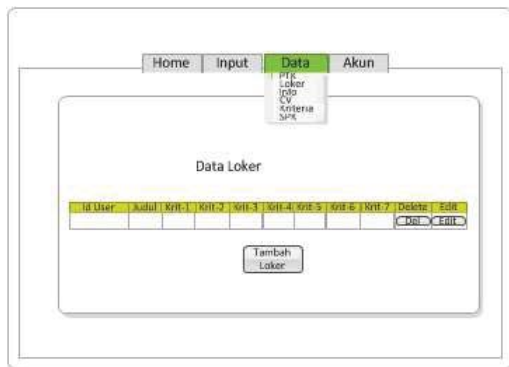 Home Input Data Akun
PTK
Loker
Info
CV
Kriteria
SPK
Data Loker
Id User Judul Krit-1 Krit-2 Krit-3 Krit-4 Krit-5 Krit-6 Krit-7 Delete Edit
Del Edit
Tambah
Loker